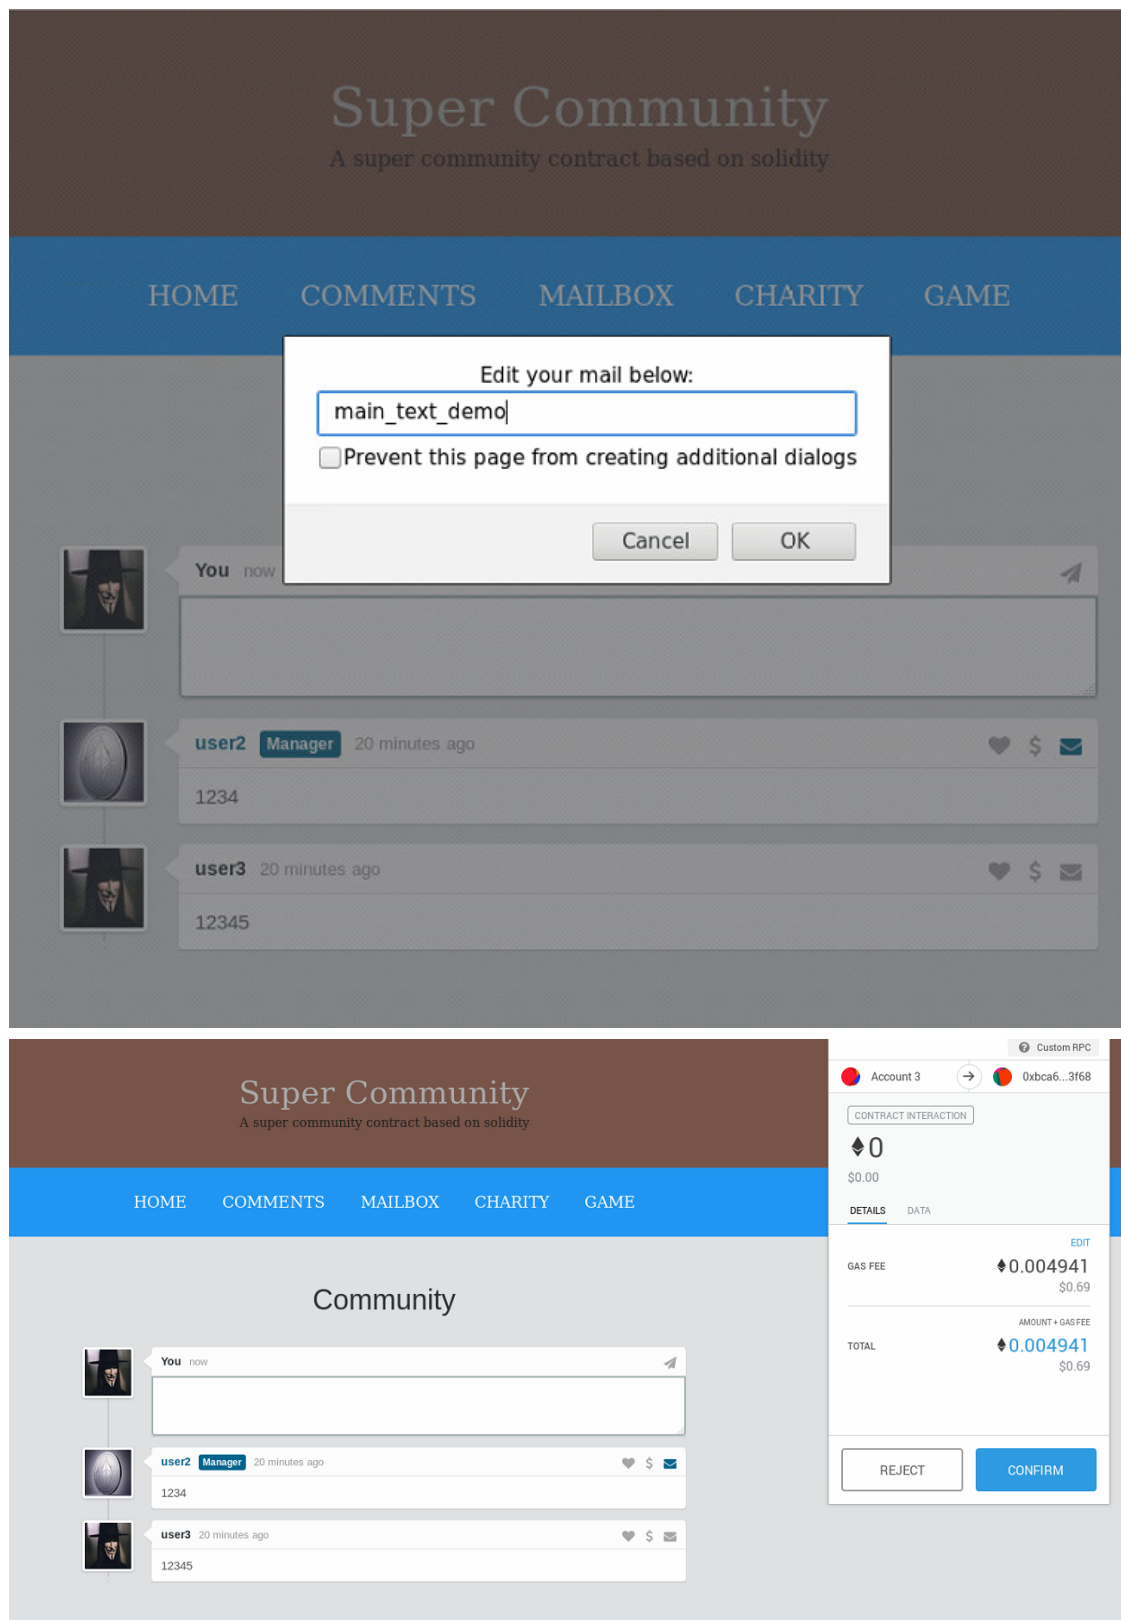 Super Community
A super community contract based on solidity
HOME COMMENTS MAILBOX CHARITY GAME
Edit your mail below:
main_text_demo
Prevent this page from creating additional dialogs
Cancel OK
You now
user2 Manager 20 minutes ago $
1234
user3 20 minutes ago $
12345
Super Community
A super community contract based on solidity
HOME COMMENTS MAILBOX CHARITY GAME
Community
You now
user2 Manager 20 minutes ago $
1234
user3 20 minutes ago $
12345
? Custom RPC
Account 3 0xbca6...3f68
CONTRACT INTERACTION
0
$0.00
DETAILS DATA
EDIT
GAS FEE 0.004941
$0.69
AMOUNT + GAS FEE
TOTAL 0.004941
$0.69
REJECT CONFIRM